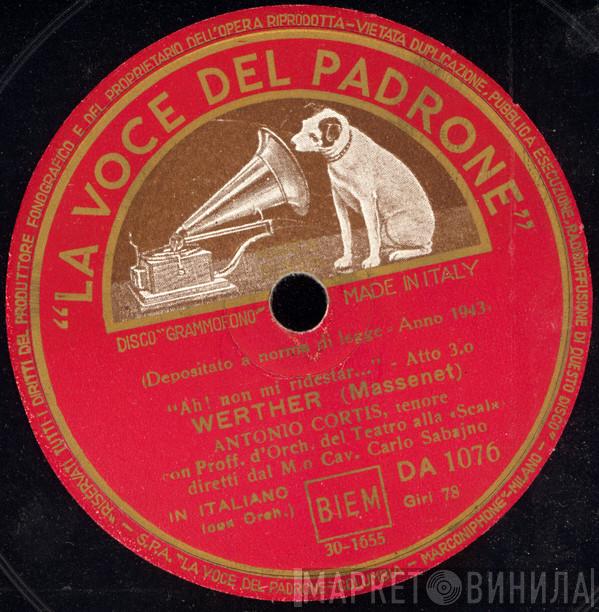 "RISERVATI TUTTI I DIRITTI DEL PRODUTTORE FONOGRAFICO E DEL PROPRIETARIO DELL'OPERA RIPRODOTTA - VIETATA DUPLICAZIONE, PUBBLICA ESECUZIONE, RADIODIFFUSIONE DI QUESTO DISCO"
"LA VOCE DEL PADRONE"
DISCO "GRAMMOFONO"
MADE IN ITALY
(Depositato a norma di legge - Anno 1943)
"Ah! non mi ridestar..." - Atto 3.o
WERTHER (Massenet)
ANTONIO CORTIS, tenore
con Proff. d'Orch. del Teatro alla «Scala»
diretti dal M.o Cav. Carlo Sabajno
IN ITALIANO
(con Orch.)
BIEM
DA 1076
Giri 78
30-1655
- S.P.A. "LA VOCE DEL PADRONE - COLUMBIA - MARCONIPHONE" - MILANO -
МАРКЕТ ВИНИЛА